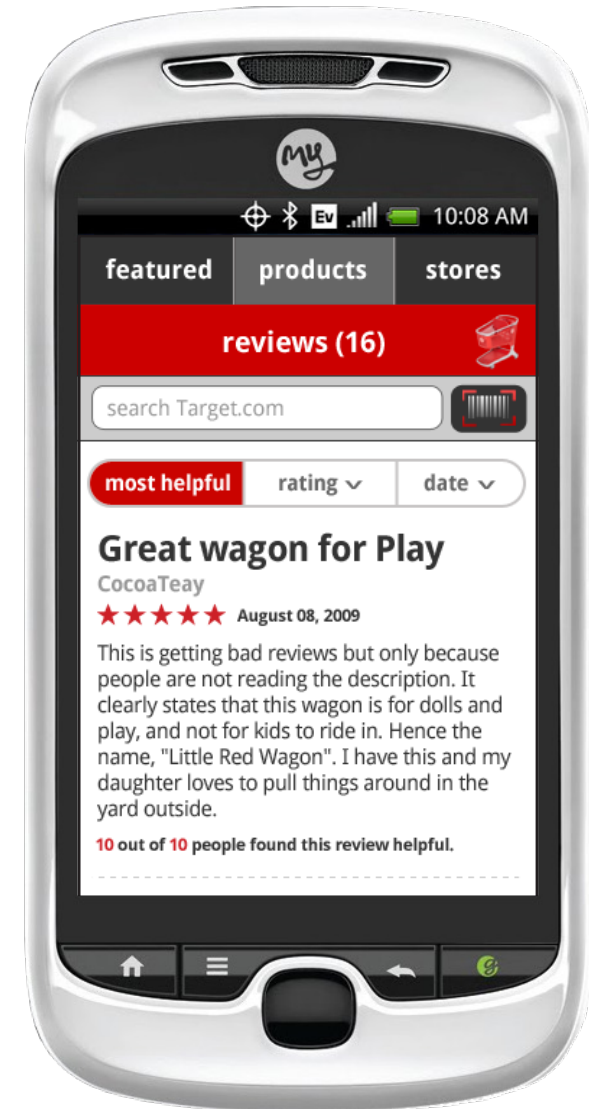 my
Ev 10:08 AM
featured products stores
reviews (16)
search Target.com
most helpful rating date
Great wagon for Play
CocoaTeay
August 08, 2009
This is getting bad reviews but only because
people are not reading the description. It
clearly states that this wagon is for dolls and
play, and not for kids to ride in. Hence the
name, "Little Red Wagon". I have this and my
daughter loves to pull things around in the
yard outside.
10 out of 10 people found this review helpful.